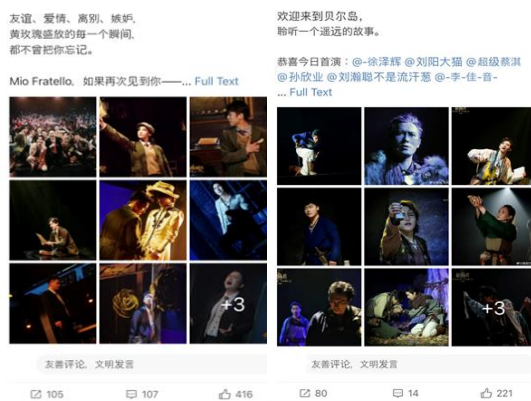 友谊、爱情、离别、嫉妒,
黄玫瑰盛放的每一个瞬间,
都不曾把你忘记。
Mio Fratello, 如果再次见到你——... Full Text
+3
友善评论,文明发言
105 107 416
欢迎来到贝尔岛,
聆听一个遥远的故事。
恭喜今日首演:@-徐泽辉 @刘阳大猫 @超级蔡淇
@孙欣业 @刘瀚聪不是流汗葱 @-李-佳-音-
... Full Text
+3
友善评论,文明发言
80 14 221